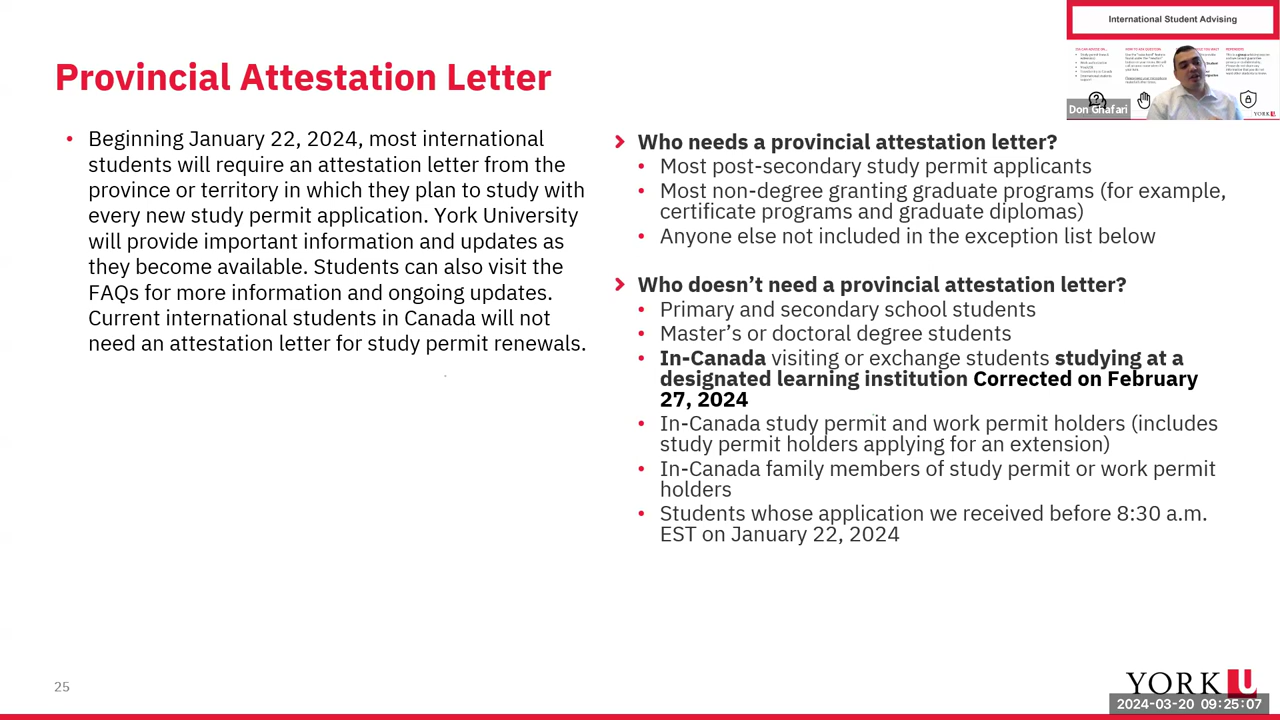 International Student Advising
Provincial Attestation Letter
• Beginning January 22, 2024, most international
students will require an attestation letter from the
province or territory in which they plan to study with
every new study permit application. York University
will provide important information and updates as
they become available. Students can also visit the
FAQs for more information and ongoing updates.
Current international students in Canada will not
need an attestation letter for study permit renewals.
Who needs a provincial attestation letter?
• Most post-secondary study permit applicants
• Most non-degree granting graduate programs (for example,
certificate programs and graduate diplomas)
• Anyone else not included in the exception list below
Who doesn’t need a provincial attestation letter?
• Primary and secondary school students
• Master’s or doctoral degree students
• In-Canada visiting or exchange students studying at a
designated learning institution Corrected on February
27, 2024
• In-Canada study permit and work permit holders (includes
study permit holders applying for an extension)
• In-Canada family members of study permit or work permit
holders
• Students whose application we received before 8:30 a.m.
EST on January 22, 2024
Don Ghafari
YORK U
25
YORK U
2024-03-20 09:25:07